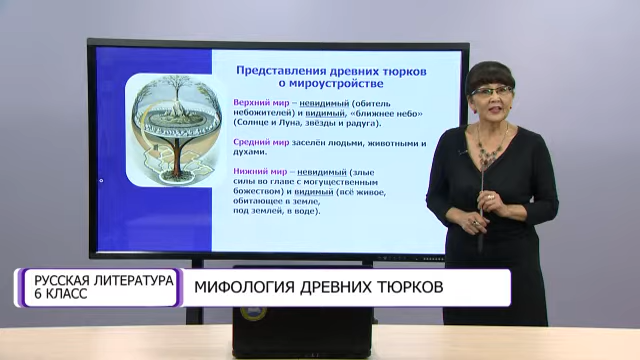 Представления древних тюрков
о мироустройстве
Верхний мир – невидимый (обитель
небожителей) и видимый, «ближнее небо»
(Солнце и Луна, звёзды и радуга).
Средний мир заселён людьми, животными и
духами.
Нижний мир – невидимый (злые
силы во главе с могущественным
божеством) и видимый (всё живое,
обитающее в земле,
под землей, в воде).
РУССКАЯ ЛИТЕРАТУРА
6 КЛАСС
МИФОЛОГИЯ ДРЕВНИХ ТЮРКОВ